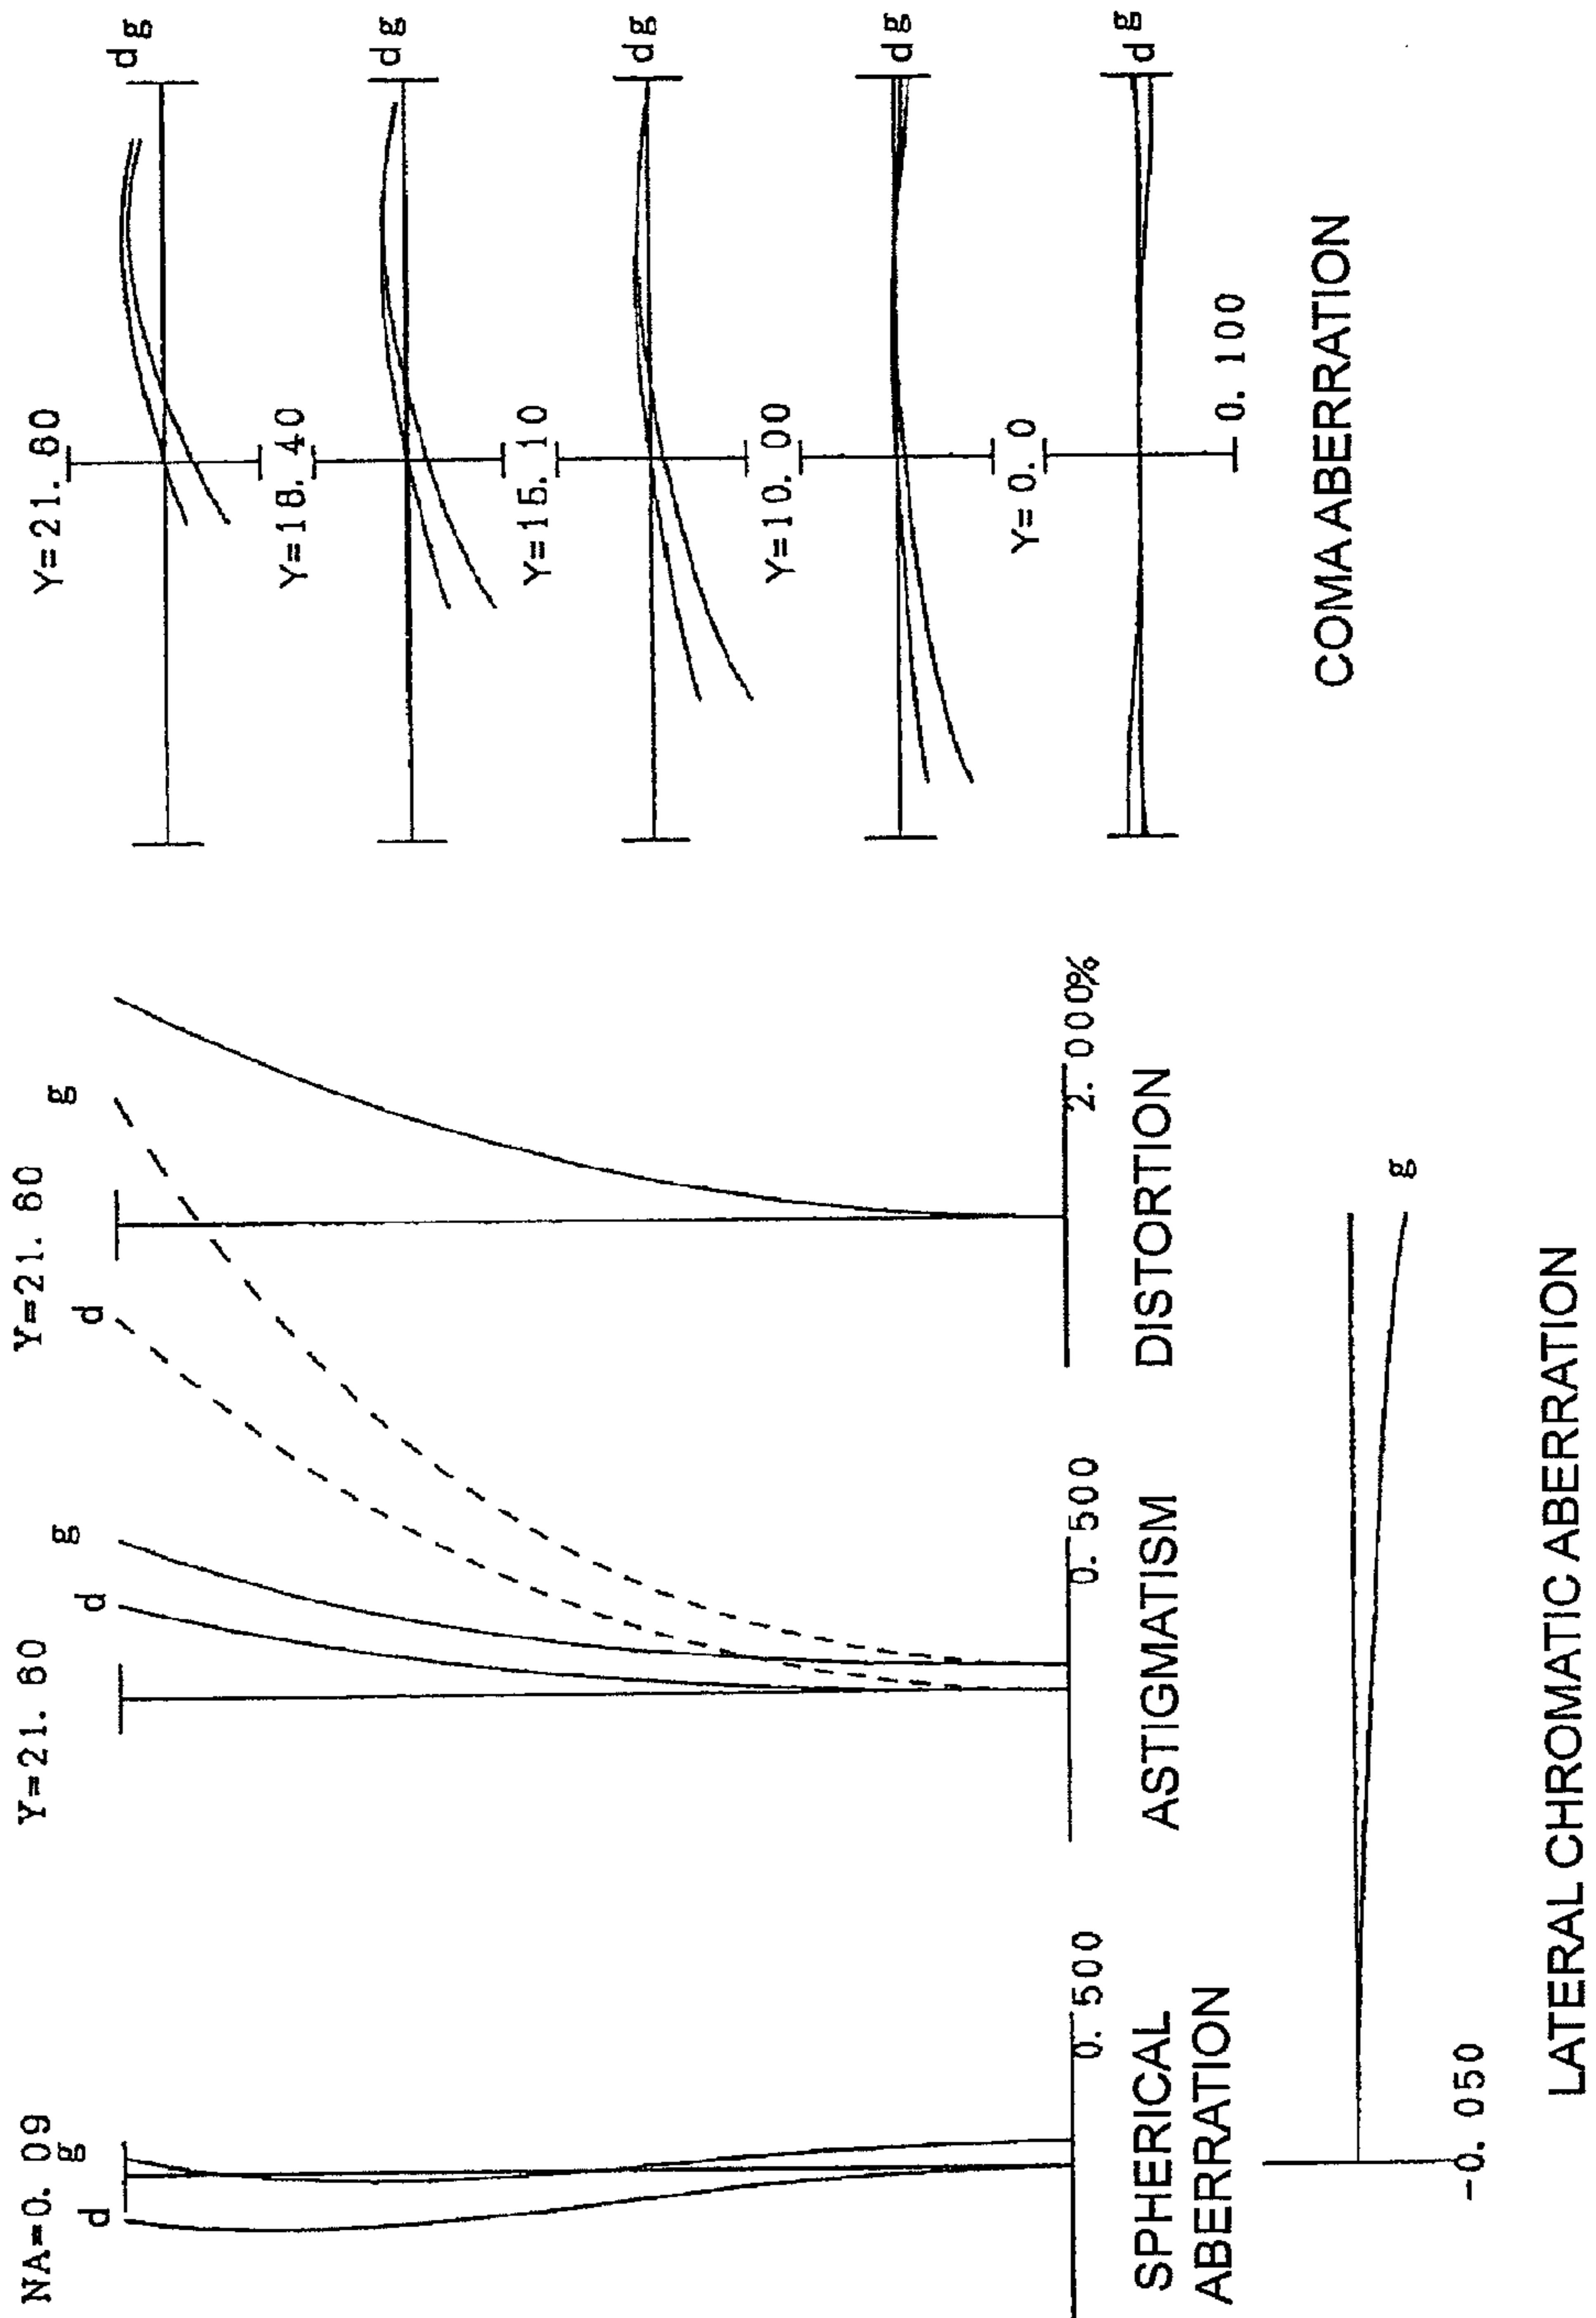 NA=0.09
d
g
0.500
SPHERICAL
ABERRATION
Y=21.60
d
g
0.500
ASTIGMATISM
Y=21.60
d
g
2.000%
DISTORTION
Y=21.60
d g
Y=18.40
d g
Y=15.10
d g
Y=10.00
d g
Y=0.0
d g
0.100
COMA ABERRATION
-0.050
g
LATERAL CHROMATIC ABERRATION